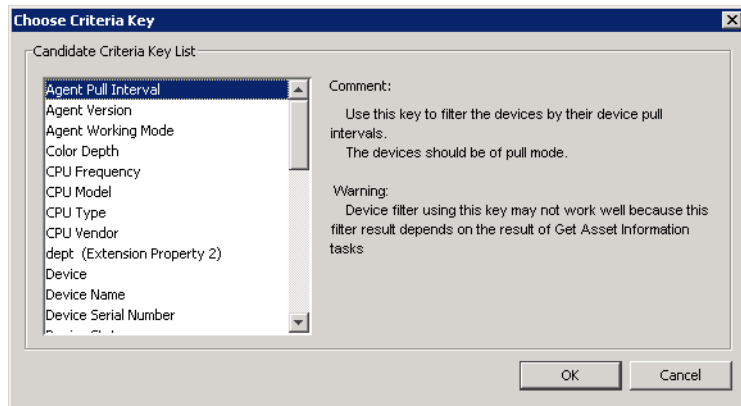 Choose Criteria Key
Candidate Criteria Key List
Agent Pull Interval
Agent Version
Agent Working Mode
Color Depth
CPU Frequency
CPU Model
CPU Type
CPU Vendor
dept (Extension Property 2)
Device
Device Name
Device Serial Number
Comment:
Use this key to filter the devices by their device pull
intervals.
The devices should be of pull mode.
Warning:
Device filter using this key may not work well because this
filter result depends on the result of Get Asset Information
tasks
OK
Cancel